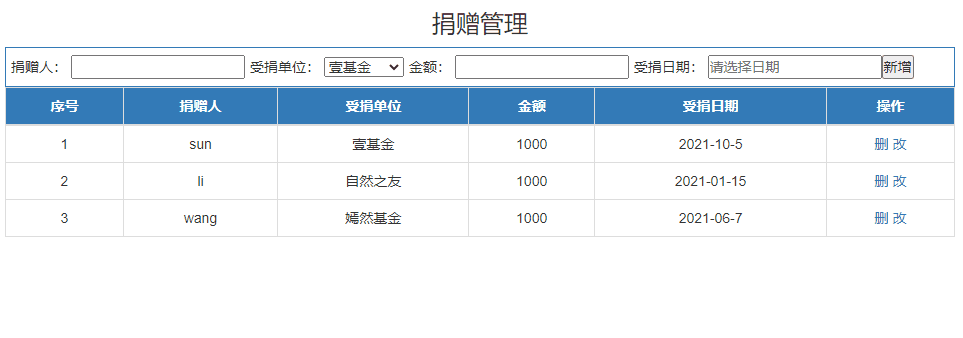 捐赠管理
捐赠人： 受捐单位： 壹基金 金额： 受捐日期： 请选择日期 新增
序号 捐赠人 受捐单位 金额 受捐日期 操作
1 sun 壹基金 1000 2021-10-5 删 改
2 li 自然之友 1000 2021-01-15 删 改
3 wang 嫣然基金 1000 2021-06-7 删 改